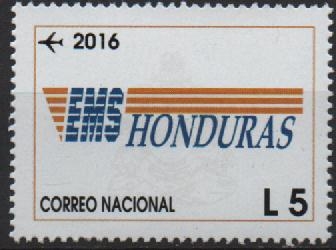 2016
EMS HONDURAS
CORREO NACIONAL L 5